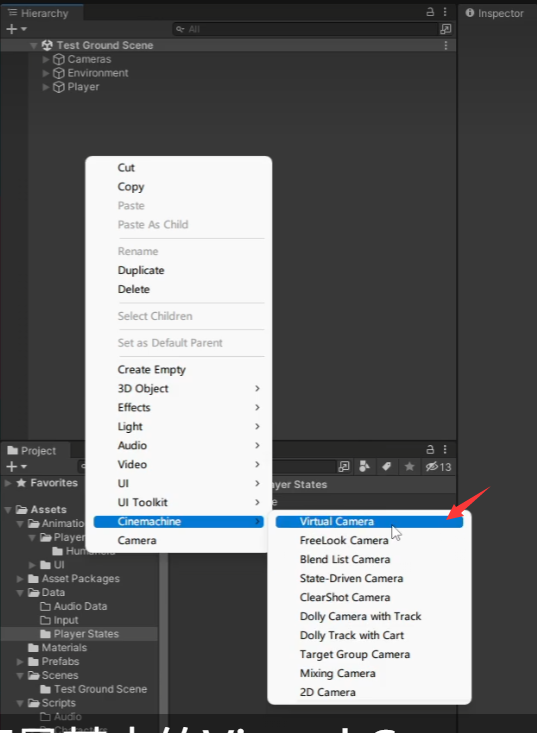 Hierarchy
Inspector
All
Test Ground Scene
Cameras
Environment
Player
Cut
Copy
Paste
Paste As Child
Rename
Duplicate
Delete
Select Children
Set as Default Parent
Create Empty
3D Object
Effects
Light
Audio
Video
UI
UI Toolkit
Cinemachine
Camera
Virtual Camera
FreeLook Camera
Blend List Camera
State-Driven Camera
ClearShot Camera
Dolly Camera with Track
Dolly Track with Cart
Target Group Camera
Mixing Camera
2D Camera
Project
13
Favorites
yer States
Assets
Animatio
Player
Hum
UI
Asset Packages
Data
Audio Data
Input
Player States
Materials
Prefabs
Scenes
Test Ground Scene
Scripts
Audio